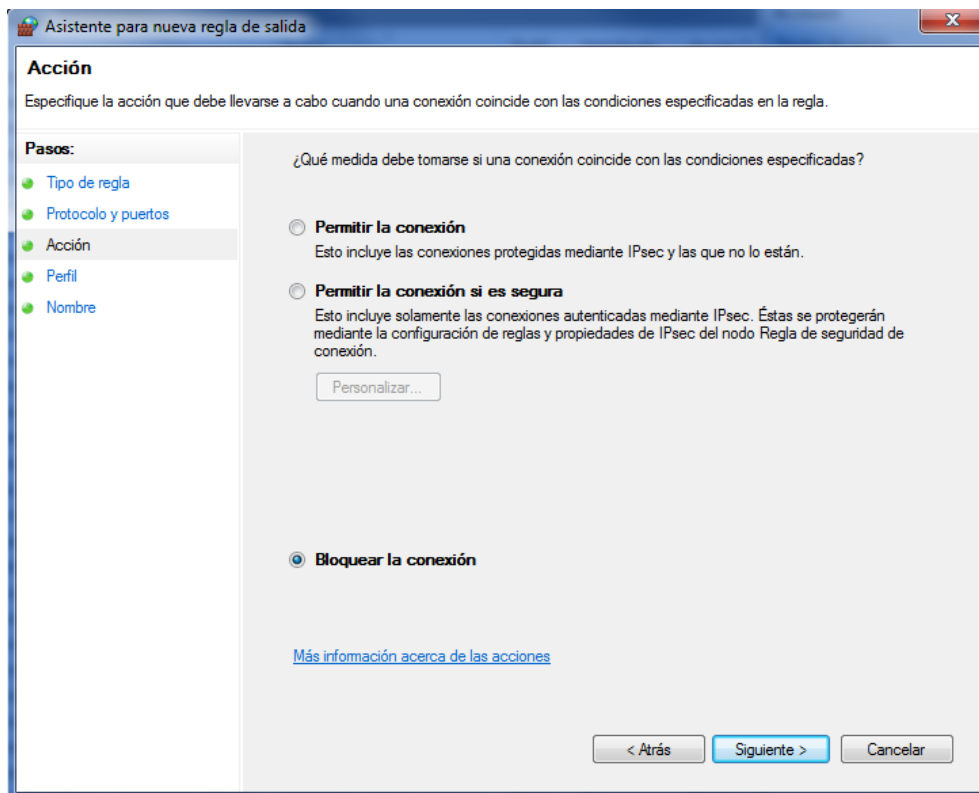 Asistente para nueva regla de salida
Acción
Especifique la acción que debe llevarse a cabo cuando una conexión coincide con las condiciones especificadas en la regla.
Pasos:
Tipo de regla
Protocolo y puertos
Acción
Perfil
Nombre
¿Qué medida debe tomarse si una conexión coincide con las condiciones especificadas?
Permitir la conexión
Esto incluye las conexiones protegidas mediante IPsec y las que no lo están.
Permitir la conexión si es segura
Esto incluye solamente las conexiones autenticadas mediante IPsec. Éstas se protegerán
mediante la configuración de reglas y propiedades de IPsec del nodo Regla de seguridad de
conexión.
Personalizar...
Bloquear la conexión
Más información acerca de las acciones
< Atrás
Siguiente >
Cancelar